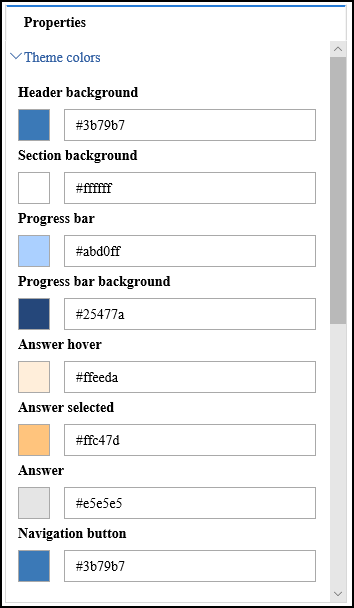 Properties
Theme colors
Header background
#3b79b7
Section background
#ffffff
Progress bar
#abd0ff
Progress bar background
#25477a
Answer hover
#ffeeda
Answer selected
#ffc47d
Answer
#e5e5e5
Navigation button
#3b79b7